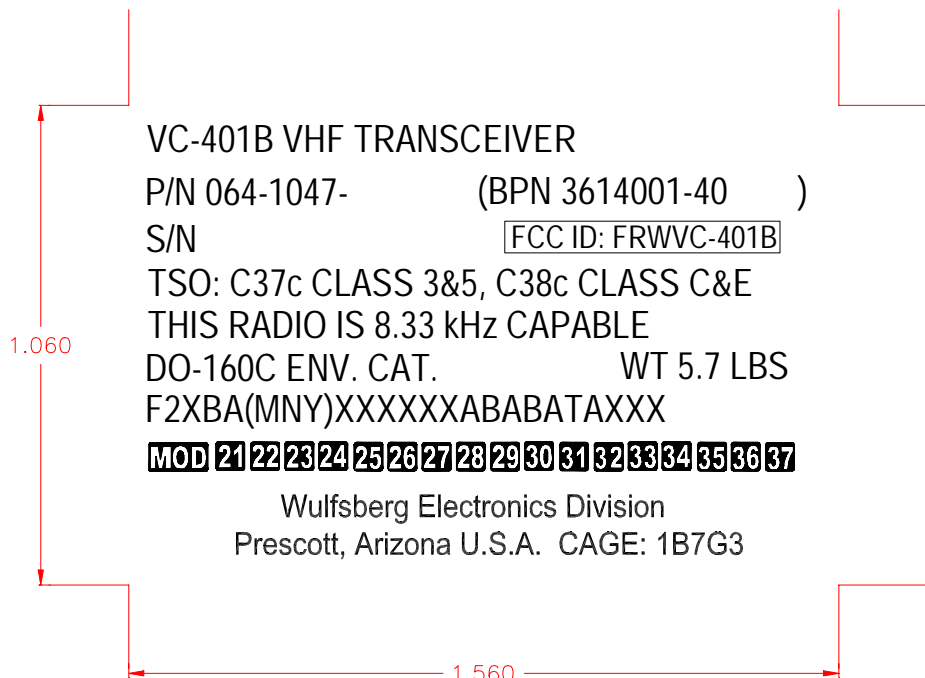 VC-401B VHF TRANSCEIVER
P/N 064-1047- (BPN 3614001-40 )
S/N FCC ID: FRWVC-401B
TSO: C37c CLASS 3&5, C38c CLASS C&E
THIS RADIO IS 8.33 kHz CAPABLE
1.060
DO-160C ENV. CAT. WT 5.7 LBS
F2XBA(MNY)XXXXXXABABATAXXX
MOD 21 22 23 24 25 26 27 28 29 30 31 32 33 34 35 36 37
Wulfsberg Electronics Division
Prescott, Arizona U.S.A. CAGE: 1B7G3
1.560